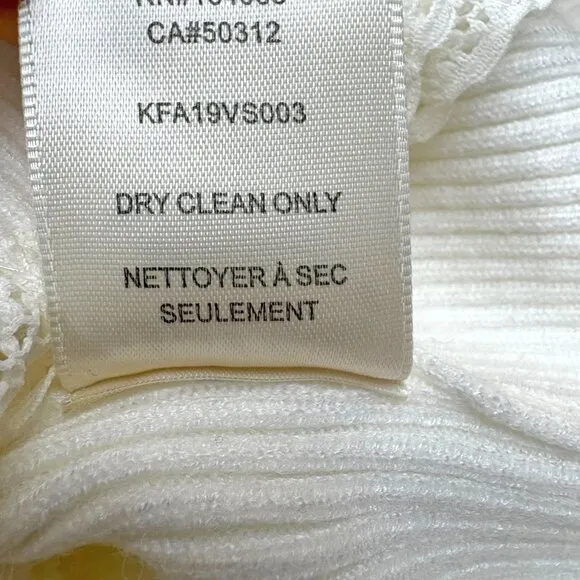 CA#50312
KFA19VS003
DRY CLEAN ONLY
NETTOYER À SEC
SEULEMENT